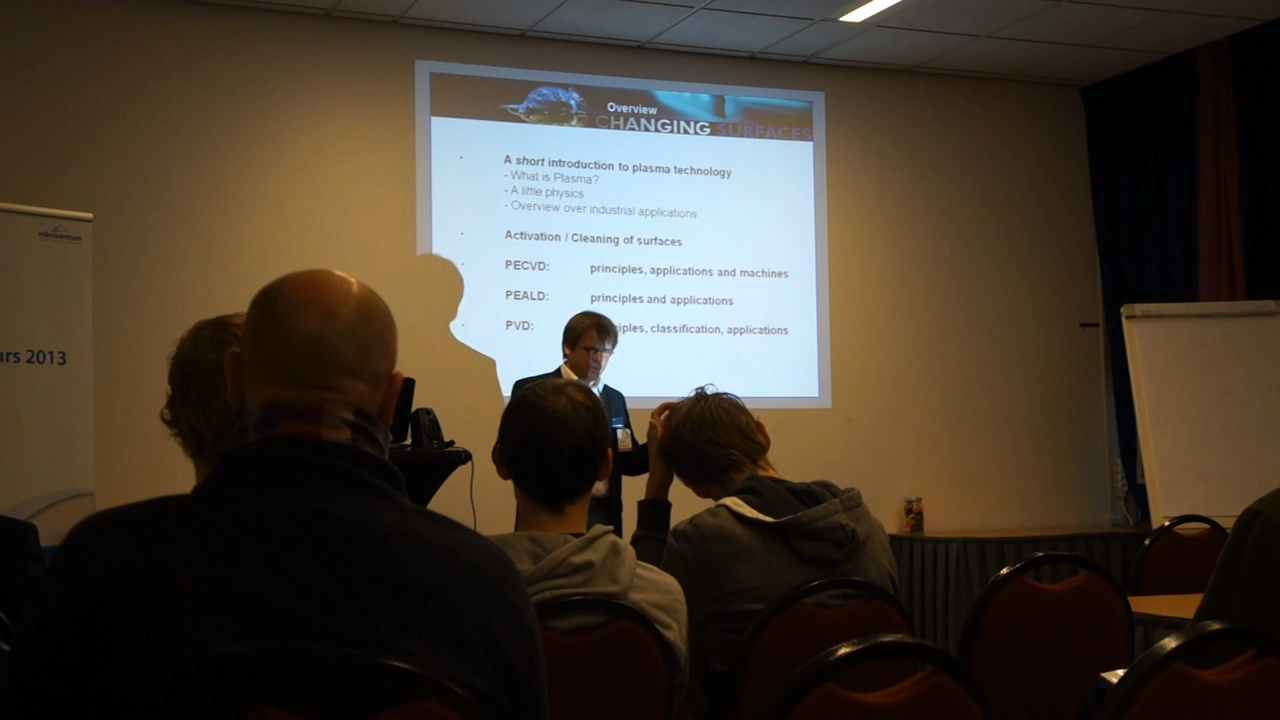 Overview
CHANGING SURFACES
A short introduction to plasma technology
- What is Plasma?
- A little physics
- Overview over industrial applications
Activation / Cleaning of surfaces
PECVD: principles, applications and machines
PEALD: principles and applications
PVD: iples, classification, applications
mikrocentrum
urs 2013